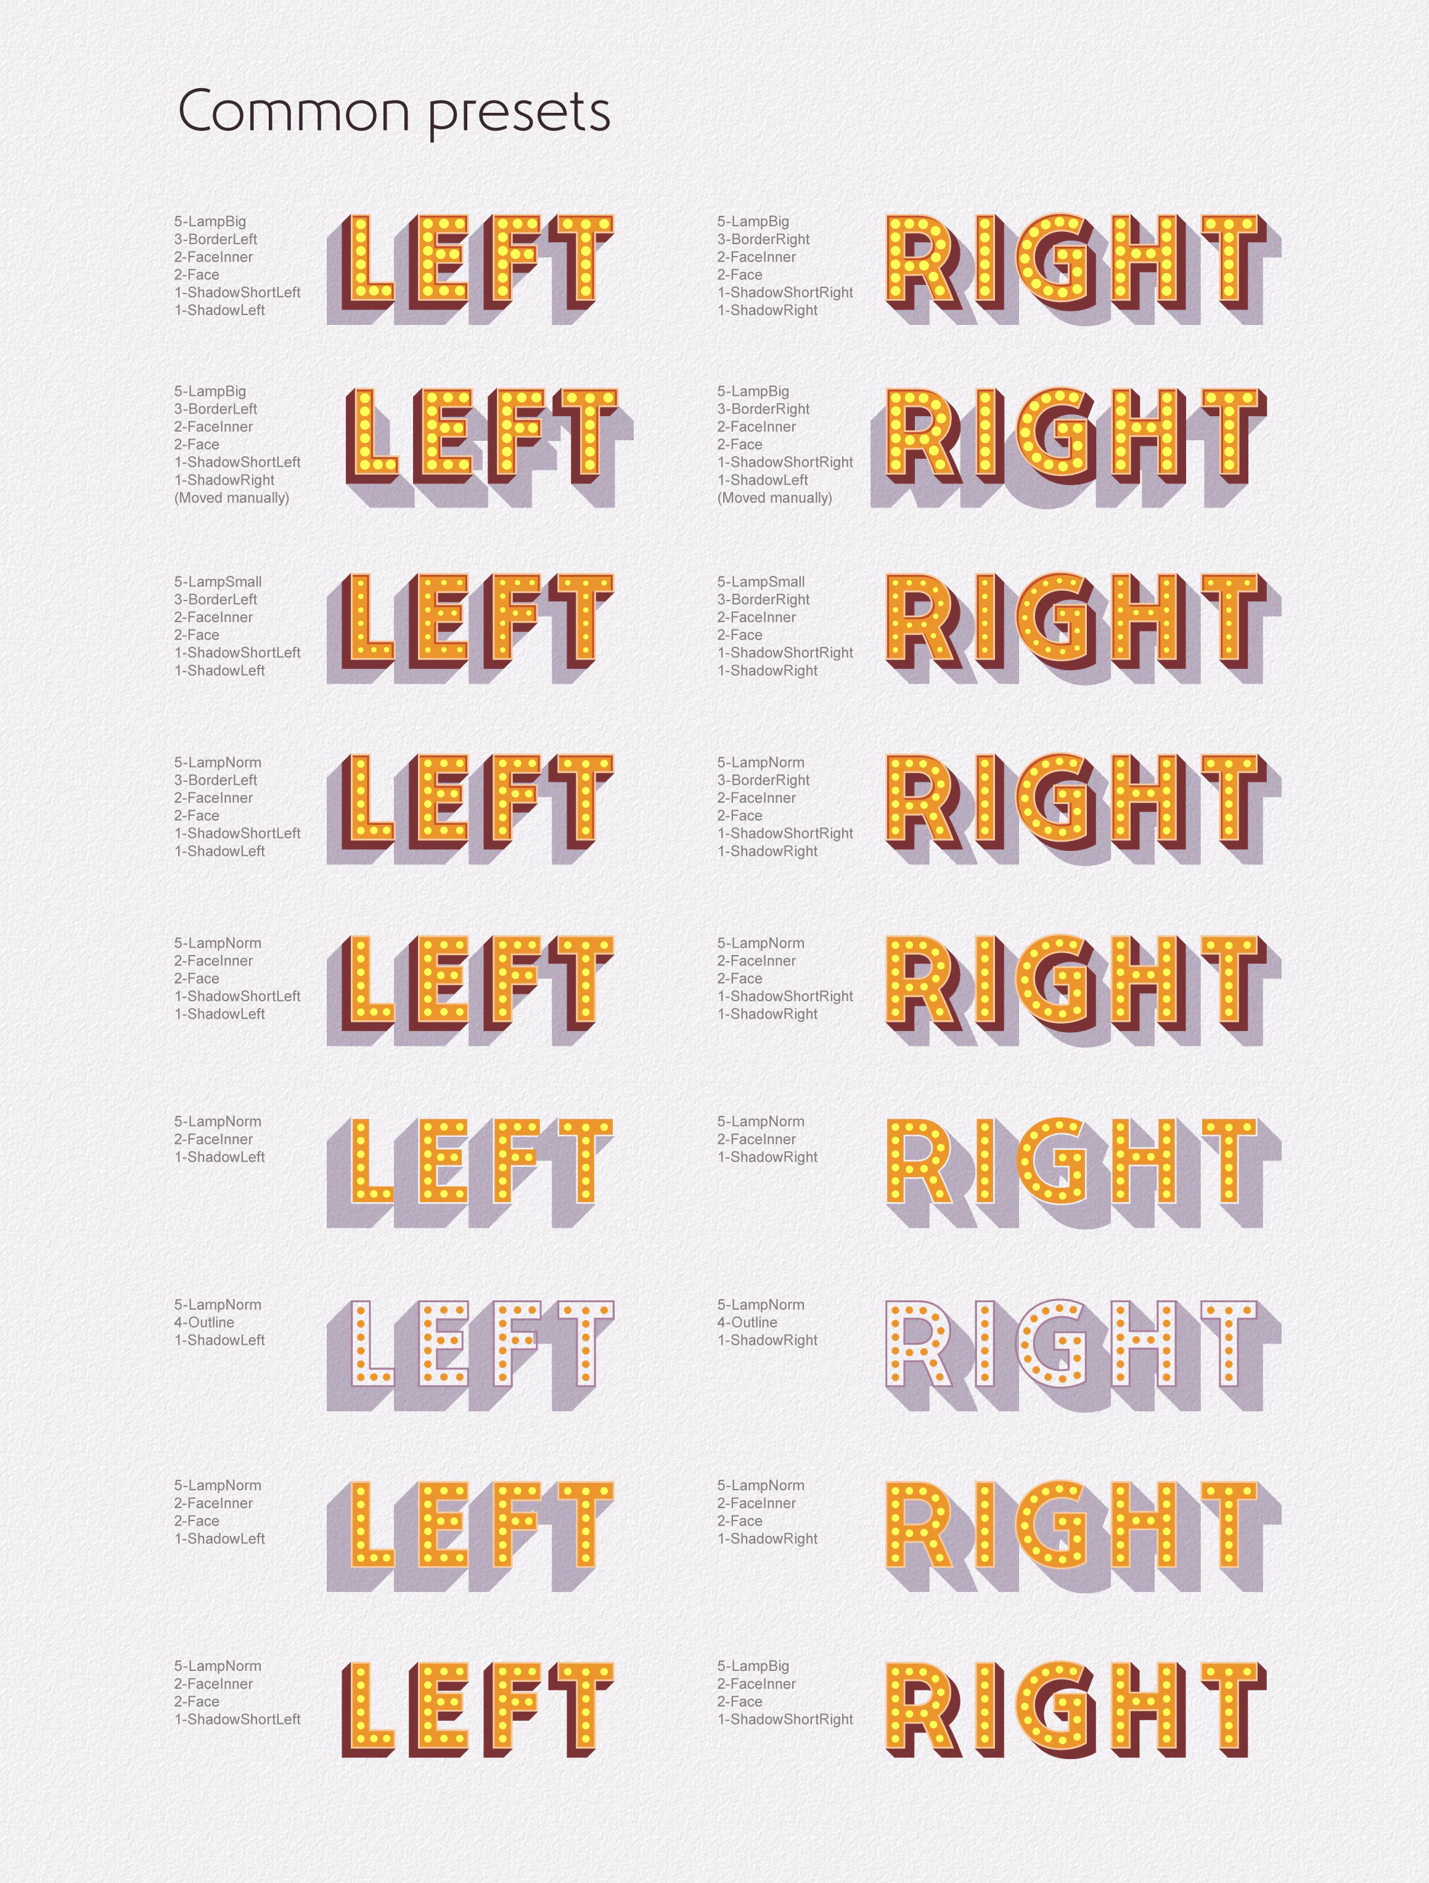 Common presets
5-LampBig
3-BorderLeft
2-FaceInner
2-Face
1-ShadowShortLeft
1-ShadowLeft
LEFT
5-LampBig
3-BorderRight
2-FaceInner
2-Face
1-ShadowShortRight
1-ShadowRight
RIGHT
5-LampBig
3-BorderLeft
2-FaceInner
2-Face
1-ShadowShortLeft
1-ShadowRight
(Moved manually)
LEFT
5-LampBig
3-BorderRight
2-FaceInner
2-Face
1-ShadowShortRight
1-ShadowLeft
(Moved manually)
RIGHT
5-LampSmall
3-BorderLeft
2-FaceInner
2-Face
1-ShadowShortLeft
1-ShadowLeft
LEFT
5-LampSmall
3-BorderRight
2-FaceInner
2-Face
1-ShadowShortRight
1-ShadowRight
RIGHT
5-LampNorm
3-BorderLeft
2-FaceInner
2-Face
1-ShadowShortLeft
1-ShadowLeft
LEFT
5-LampNorm
3-BorderRight
2-FaceInner
2-Face
1-ShadowShortRight
1-ShadowRight
RIGHT
5-LampNorm
2-FaceInner
2-Face
1-ShadowShortLeft
1-ShadowLeft
LEFT
5-LampNorm
2-FaceInner
2-Face
1-ShadowShortRight
1-ShadowRight
RIGHT
5-LampNorm
2-FaceInner
1-ShadowLeft
LEFT
5-LampNorm
2-FaceInner
1-ShadowRight
RIGHT
5-LampNorm
4-Outline
1-ShadowLeft
LEFT
5-LampNorm
4-Outline
1-ShadowRight
RIGHT
5-LampNorm
2-FaceInner
2-Face
1-ShadowLeft
LEFT
5-LampNorm
2-FaceInner
2-Face
1-ShadowRight
RIGHT
5-LampNorm
2-FaceInner
2-Face
1-ShadowShortLeft
LEFT
5-LampBig
2-FaceInner
2-Face
1-ShadowShortRight
RIGHT